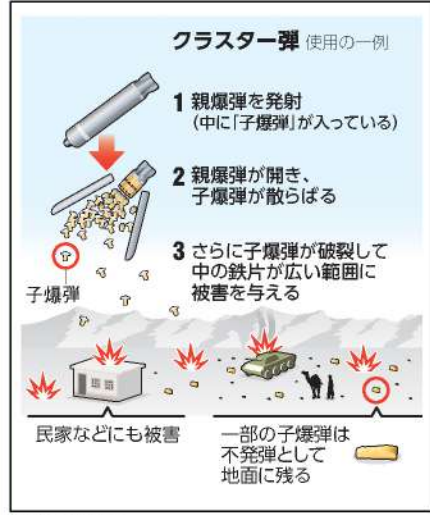 クラスター弾 使用の一例
1 親爆弾を発射
（中に「子爆弾」が入っている）
2 親爆弾が開き、
子爆弾が散らばる
3 さらに子爆弾が破裂して
中の鉄片が広い範囲に
被害を与える
子爆弾
民家などにも被害
一部の子爆弾は
不発弾として
地面に残る